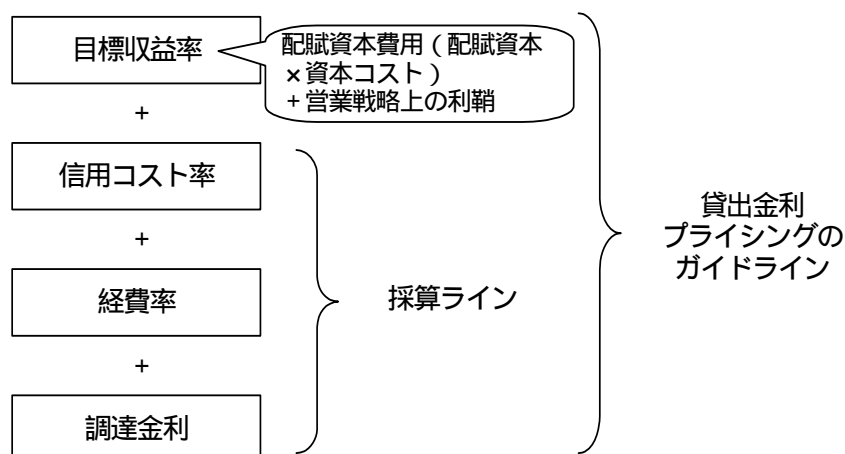 目標収益率
配賦資本費用(配賦資本
×資本コスト)
+営業戦略上の利鞘
+
信用コスト率
+
経費率
+
調達金利
採算ライン
貸出金利
プライシングの
ガイドライン